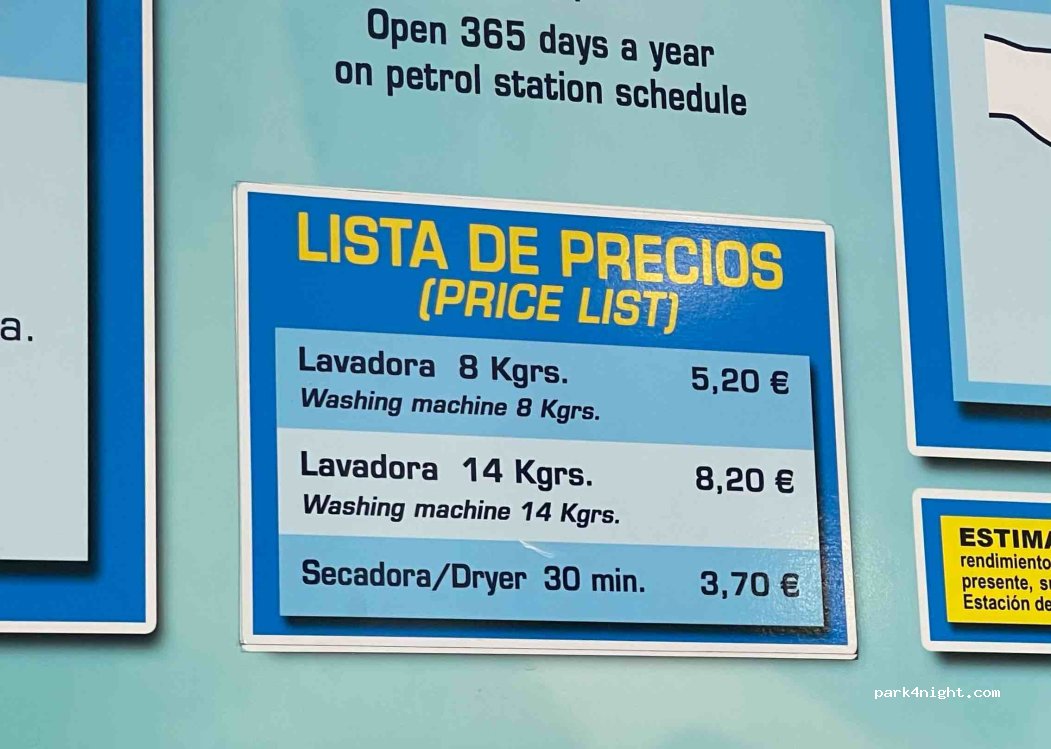 Open 365 days a year
on petrol station schedule
a.
LISTA DE PRECIOS
(PRICE LIST)
Lavadora 8 Kgrs. 5,20 €
Washing machine 8 Kgrs.
Lavadora 14 Kgrs. 8,20 €
Washing machine 14 Kgrs.
Secadora/Dryer 30 min. 3,70 €
rendimiento
presente,
Estación de
park4night.com